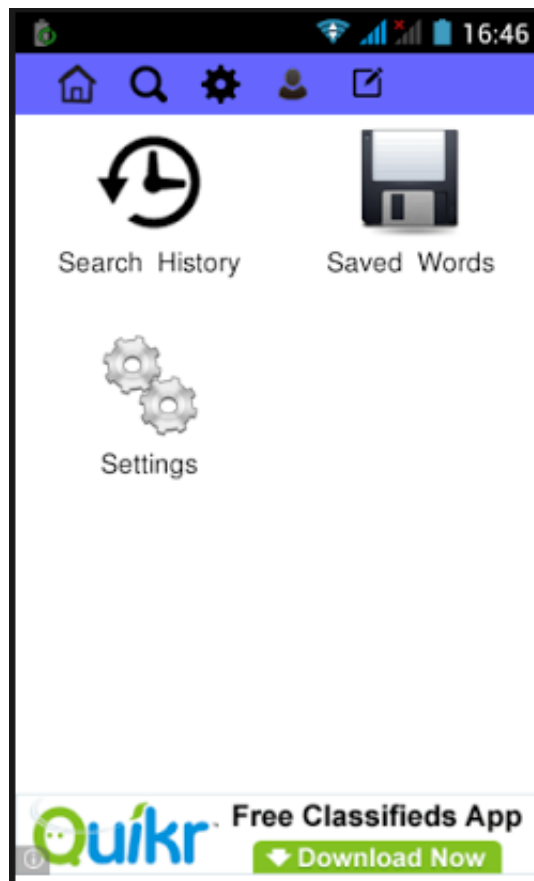 16:46
Search History
Saved Words
Settings
Quikr
Free Classifieds App
Download Now